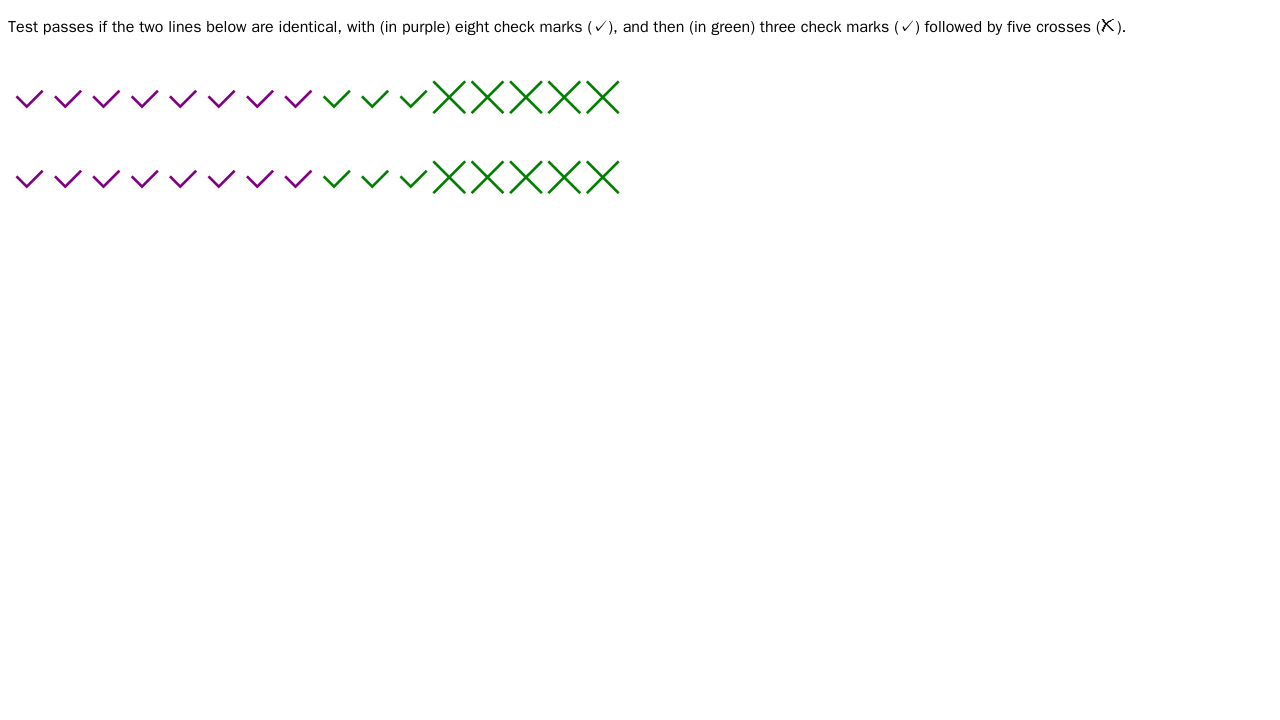 Test passes if the two lines below are identical, with (in purple) eight check marks (✓), and then (in green) three check marks (✓) followed by five crosses (✗).
✓✓✓✓✓✓✓✓✓✓✓✗✗✗✗✗
✓✓✓✓✓✓✓✓✓✓✓✗✗✗✗✗